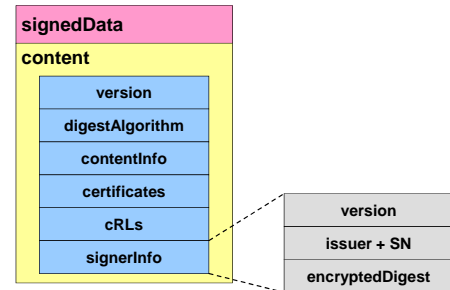 signedData
content
version
digestAlgorithm
contentInfo
certificates
cRLs
signerInfo
version
issuer + SN
encryptedDigest